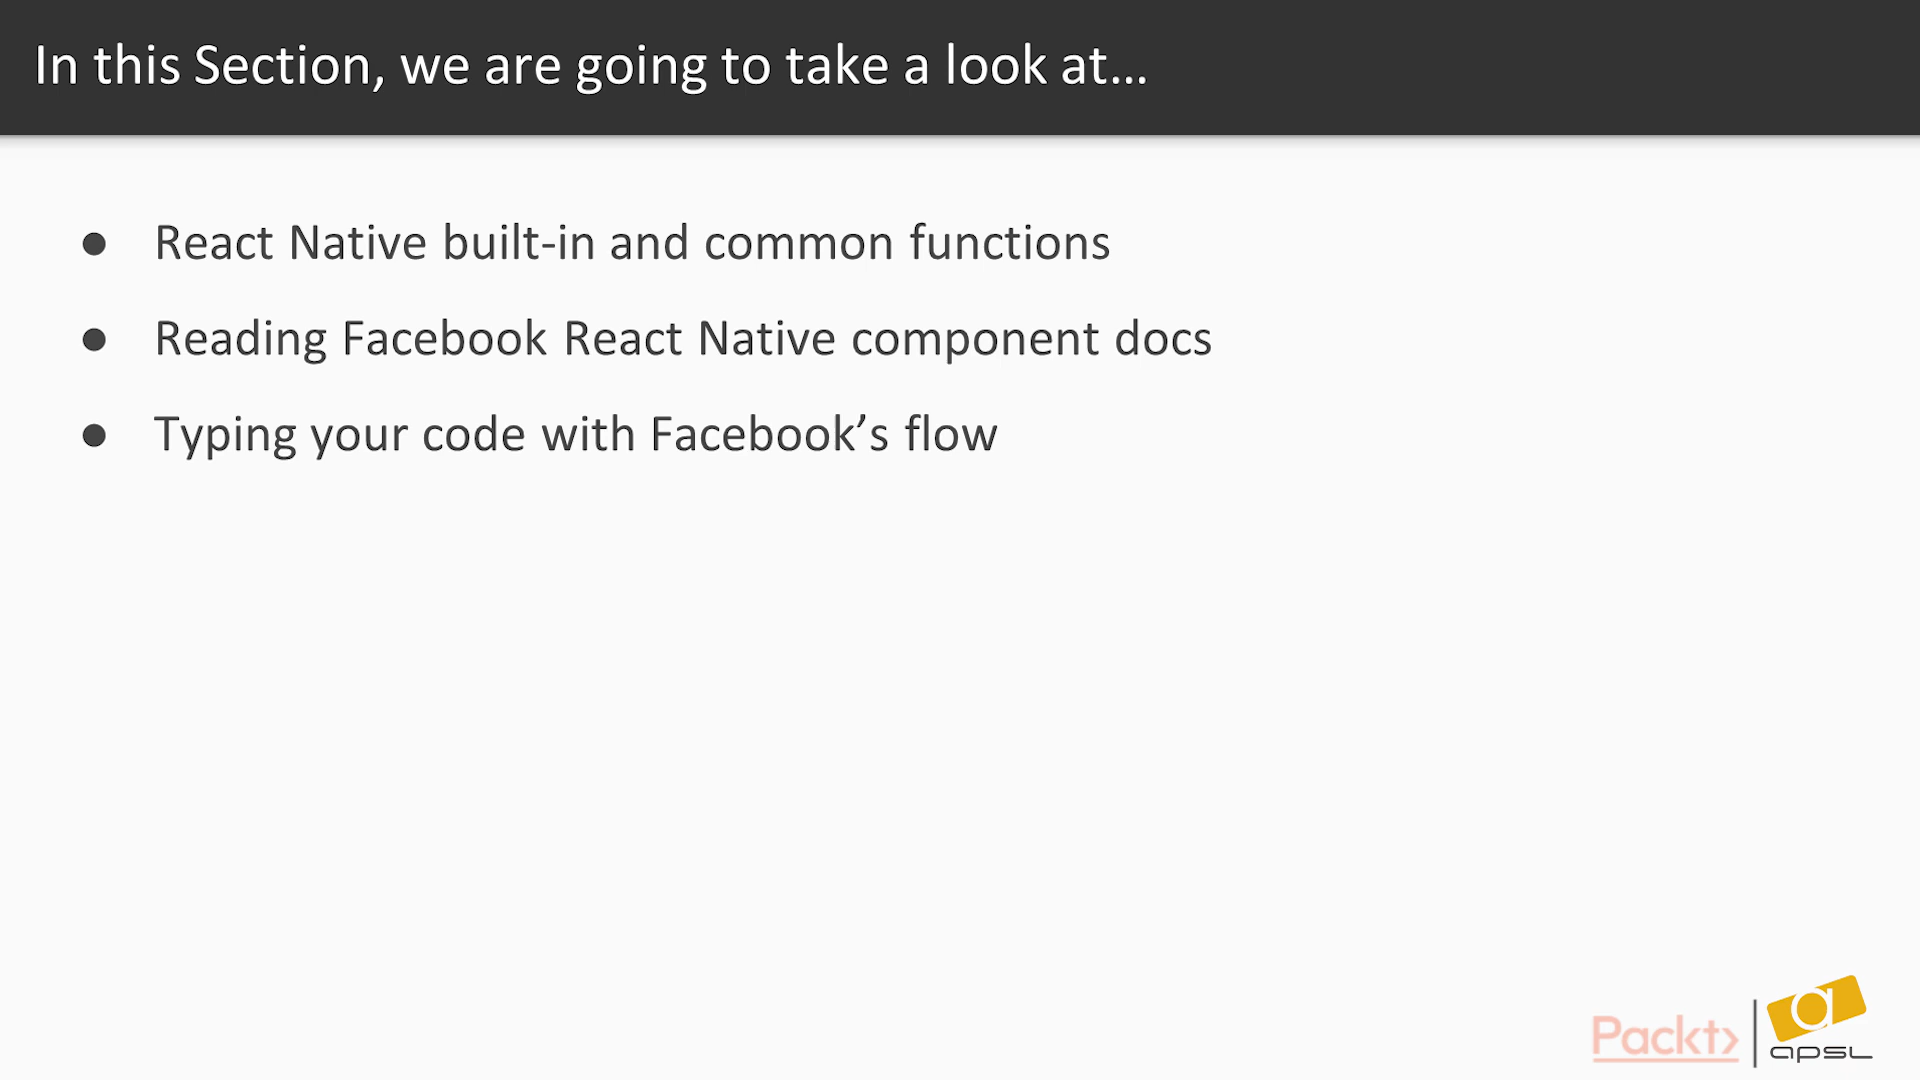 In this Section, we are going to take a look at...
● React Native built-in and common functions
● Reading Facebook React Native component docs
● Typing your code with Facebook’s flow
Packt>
apsl